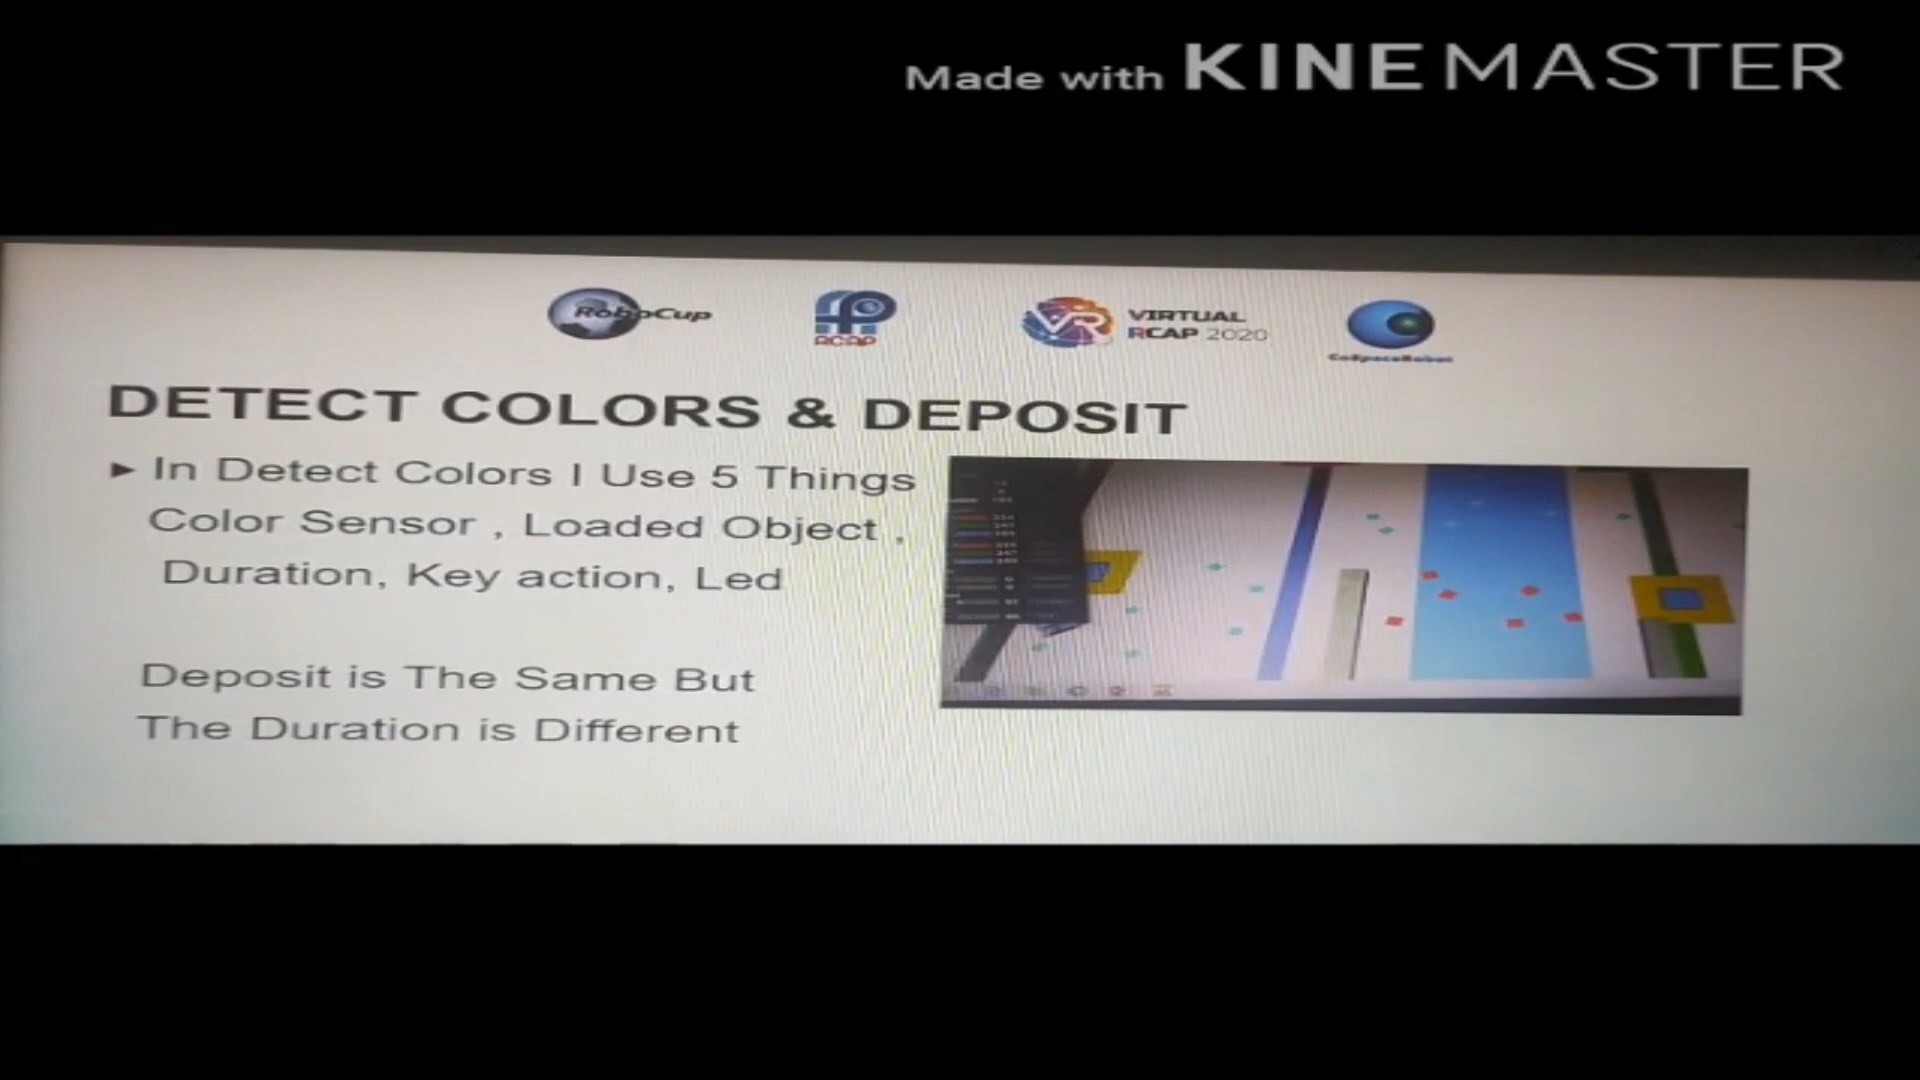 Made with KINEMASTER
RoboCup
RCAP
VIRTUAL
RCAP 2020
CoSpaceRobot
DETECT COLORS & DEPOSIT
In Detect Colors I Use 5 Things
Color Sensor , Loaded Object ,
Duration, Key action, Led
Deposit is The Same But
The Duration is Different